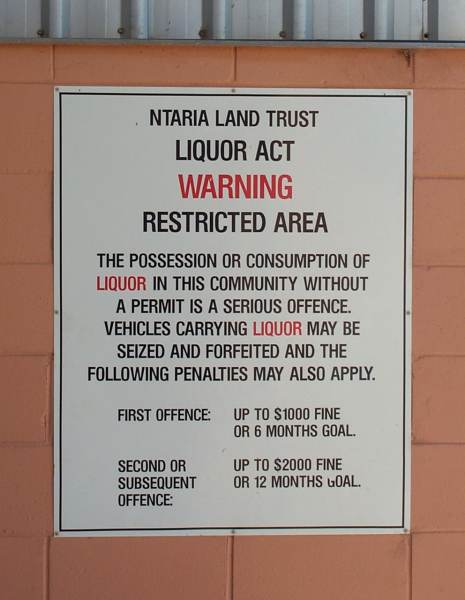 NTARIA LAND TRUST
LIQUOR ACT
WARNING
RESTRICTED AREA
THE POSSESSION OR CONSUMPTION OF
LIQUOR IN THIS COMMUNITY WITHOUT
A PERMIT IS A SERIOUS OFFENCE.
VEHICLES CARRYING LIQUOR MAY BE
SEIZED AND FORFEITED AND THE
FOLLOWING PENALTIES MAY ALSO APPLY.
FIRST OFFENCE: UP TO $1000 FINE
OR 6 MONTHS GOAL.
SECOND OR UP TO $2000 FINE
SUBSEQUENT OR 12 MONTHS GOAL.
OFFENCE: